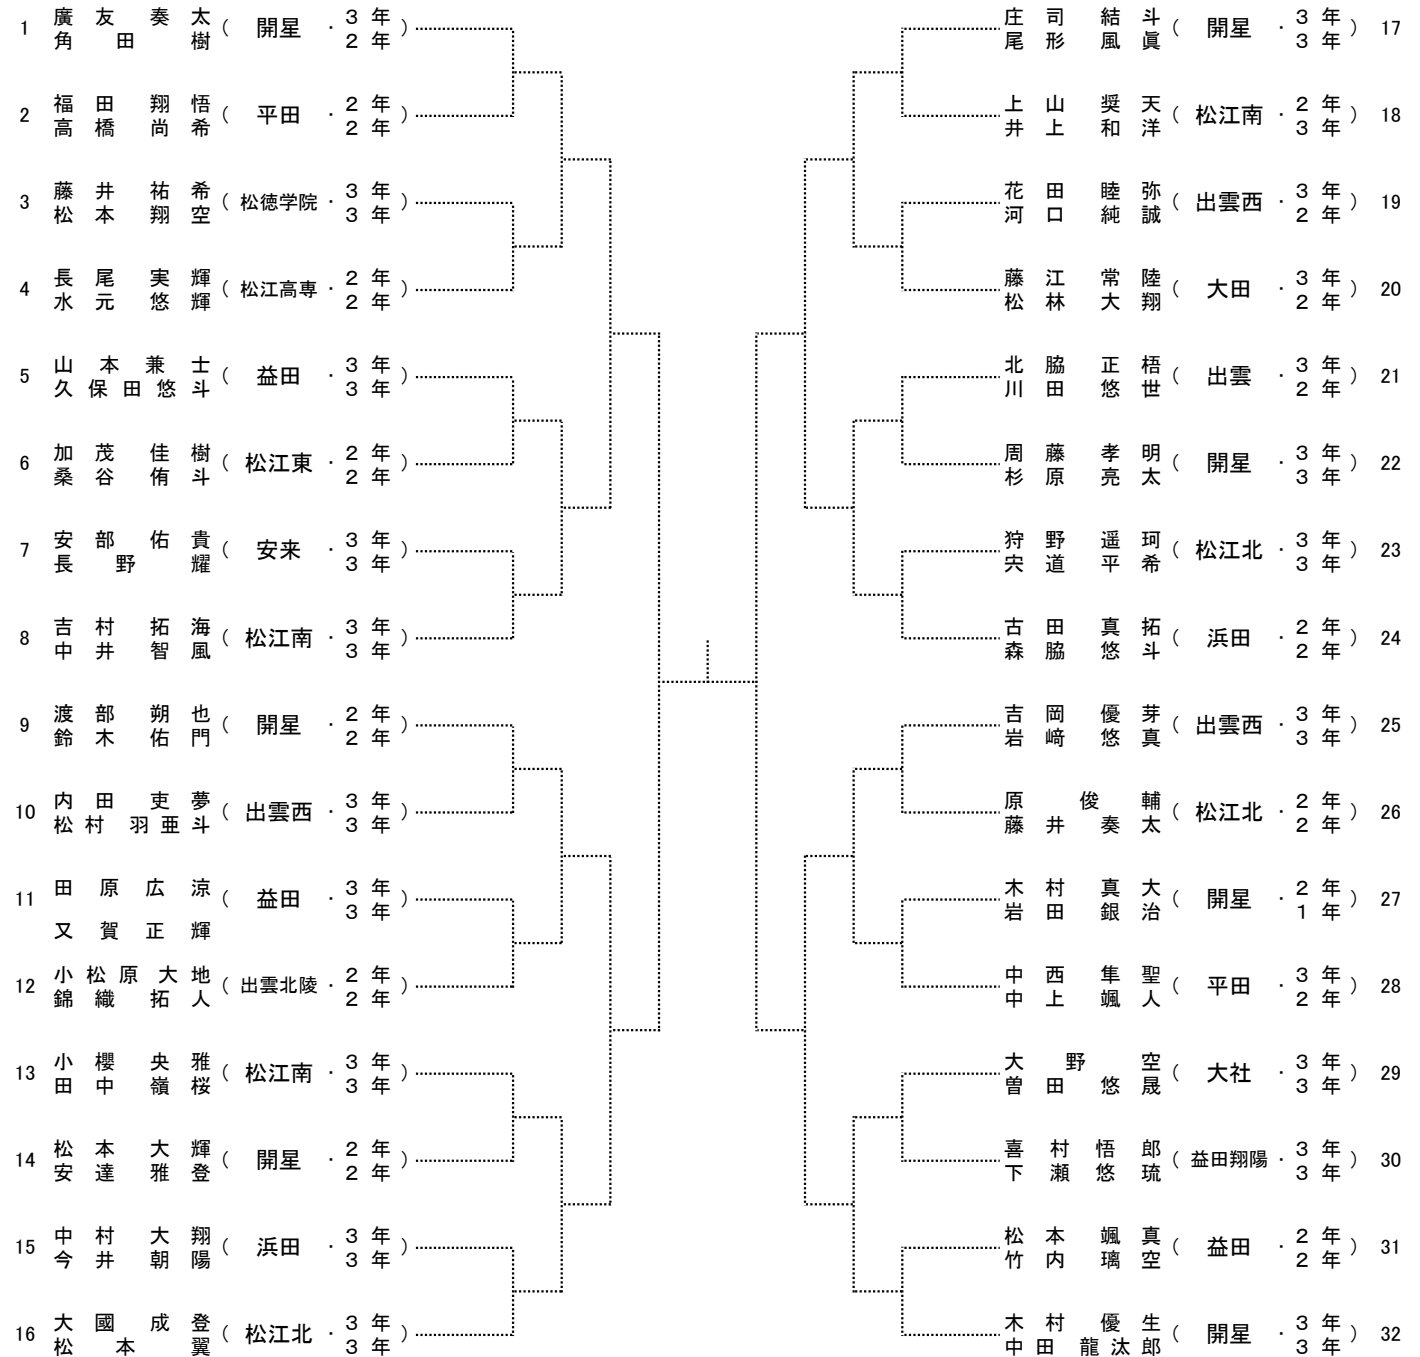 1 廣友 奏太 ( 開星 ・ 3年 )
角田 樹 2年
2 福田 翔悟 ( 平田 ・ 2年 )
高橋 尚希 2年
3 藤井 祐希 ( 松徳学院 ・ 3年 )
松本 翔空 3年
4 長尾 実輝 ( 松江高専 ・ 2年 )
水元 悠輝 2年
5 山本 兼士 ( 益田 ・ 3年 )
久保田 悠斗 3年
6 加茂 佳樹 ( 松江東 ・ 2年 )
桑谷 侑斗 2年
7 安部 佑貴 ( 安来 ・ 3年 )
長野 耀 3年
8 吉村 拓海 ( 松江南 ・ 3年 )
中井 智風 3年
9 渡部 朔也 ( 開星 ・ 2年 )
鈴木 佑門 2年
10 内田 吏夢 ( 出雲西 ・ 3年 )
松村 羽亜斗 3年
11 田原 広涼 ( 益田 ・ 3年 )
又賀 正輝 3年
12 小松原 大地 ( 出雲北陵 ・ 2年 )
錦織 拓人 2年
13 小櫻 央雅 ( 松江南 ・ 3年 )
田中 嶺桜 3年
14 松本 大輝 ( 開星 ・ 2年 )
安達 雅登 2年
15 中村 大翔 ( 浜田 ・ 3年 )
今井 朝陽 3年
16 大國 成登 ( 松江北 ・ 3年 )
松本 翼 3年
庄司 結斗 ( 開星 ・ 3年 ) 17
尾形 風眞 3年
上山 奨天 ( 松江南 ・ 2年 ) 18
井上 和洋 3年
花田 睦弥 ( 出雲西 ・ 3年 ) 19
河口 純誠 2年
藤江 常陸 ( 大田 ・ 3年 ) 20
松林 大翔 2年
北脇 正梧 ( 出雲 ・ 3年 ) 21
川田 悠世 2年
周藤 孝明 ( 開星 ・ 3年 ) 22
杉原 亮太 3年
狩野 遥珂 ( 松江北 ・ 3年 ) 23
宍道 平希 3年
古田 真拓 ( 浜田 ・ 2年 ) 24
森脇 悠斗 2年
吉岡 優芽 ( 出雲西 ・ 3年 ) 25
岩﨑 悠真 3年
原 俊輔 ( 松江北 ・ 2年 ) 26
藤井 奏太 2年
木村 真大 ( 開星 ・ 2年 ) 27
岩田 銀治 1年
中西 隼聖 ( 平田 ・ 3年 ) 28
中上 颯人 2年
大野 空 ( 大社 ・ 3年 ) 29
曽田 悠晟 3年
喜村 悟郎 ( 益田翔陽 ・ 3年 ) 30
下瀬 悠琉 3年
松本 颯真 ( 益田 ・ 2年 ) 31
竹内 璃空 2年
木村 優生 ( 開星 ・ 3年 ) 32
中田 龍汰郎 3年